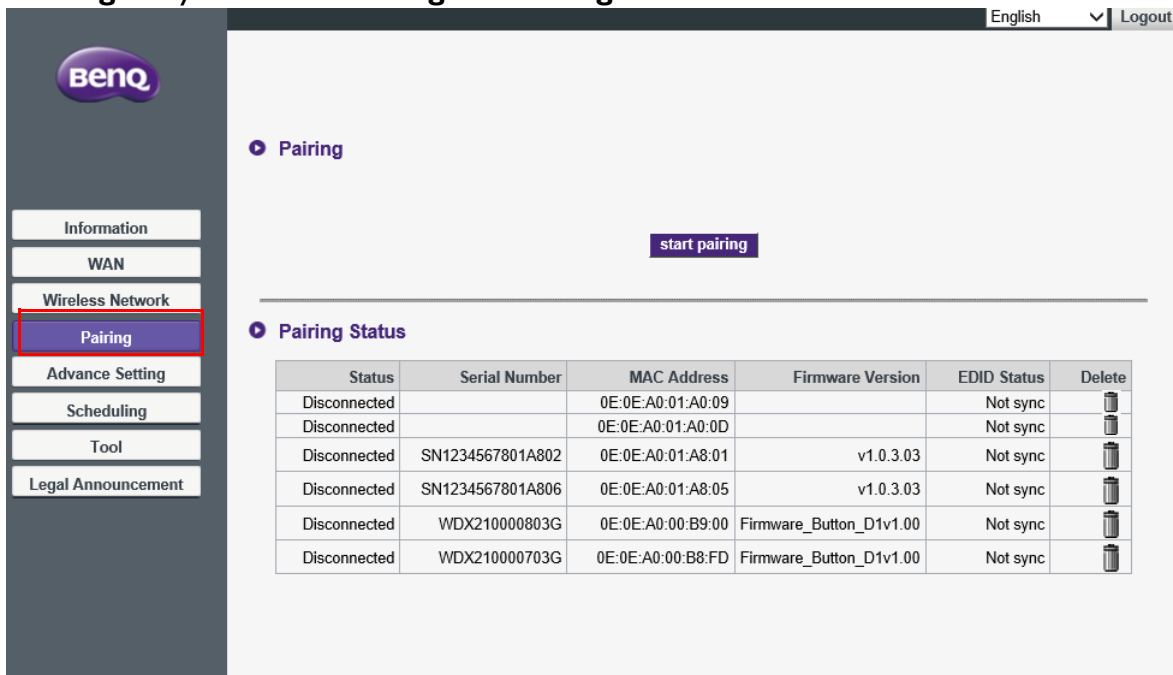 English Logout
BenQ
Pairing
start pairing
Information
WAN
Wireless Network
Pairing
Advance Setting
Scheduling
Tool
Legal Announcement
Pairing Status
Status Serial Number MAC Address Firmware Version EDID Status Delete
Disconnected 0E:0E:A0:01:A0:09 Not sync
Disconnected 0E:0E:A0:01:A0:0D Not sync
Disconnected SN1234567801A802 0E:0E:A0:01:A8:01 v1.0.3.03 Not sync
Disconnected SN1234567801A806 0E:0E:A0:01:A8:05 v1.0.3.03 Not sync
Disconnected WDX210000803G 0E:0E:A0:00:B9:00 Firmware_Button_D1v1.00 Not sync
Disconnected WDX210000703G 0E:0E:A0:00:B8:FD Firmware_Button_D1v1.00 Not sync